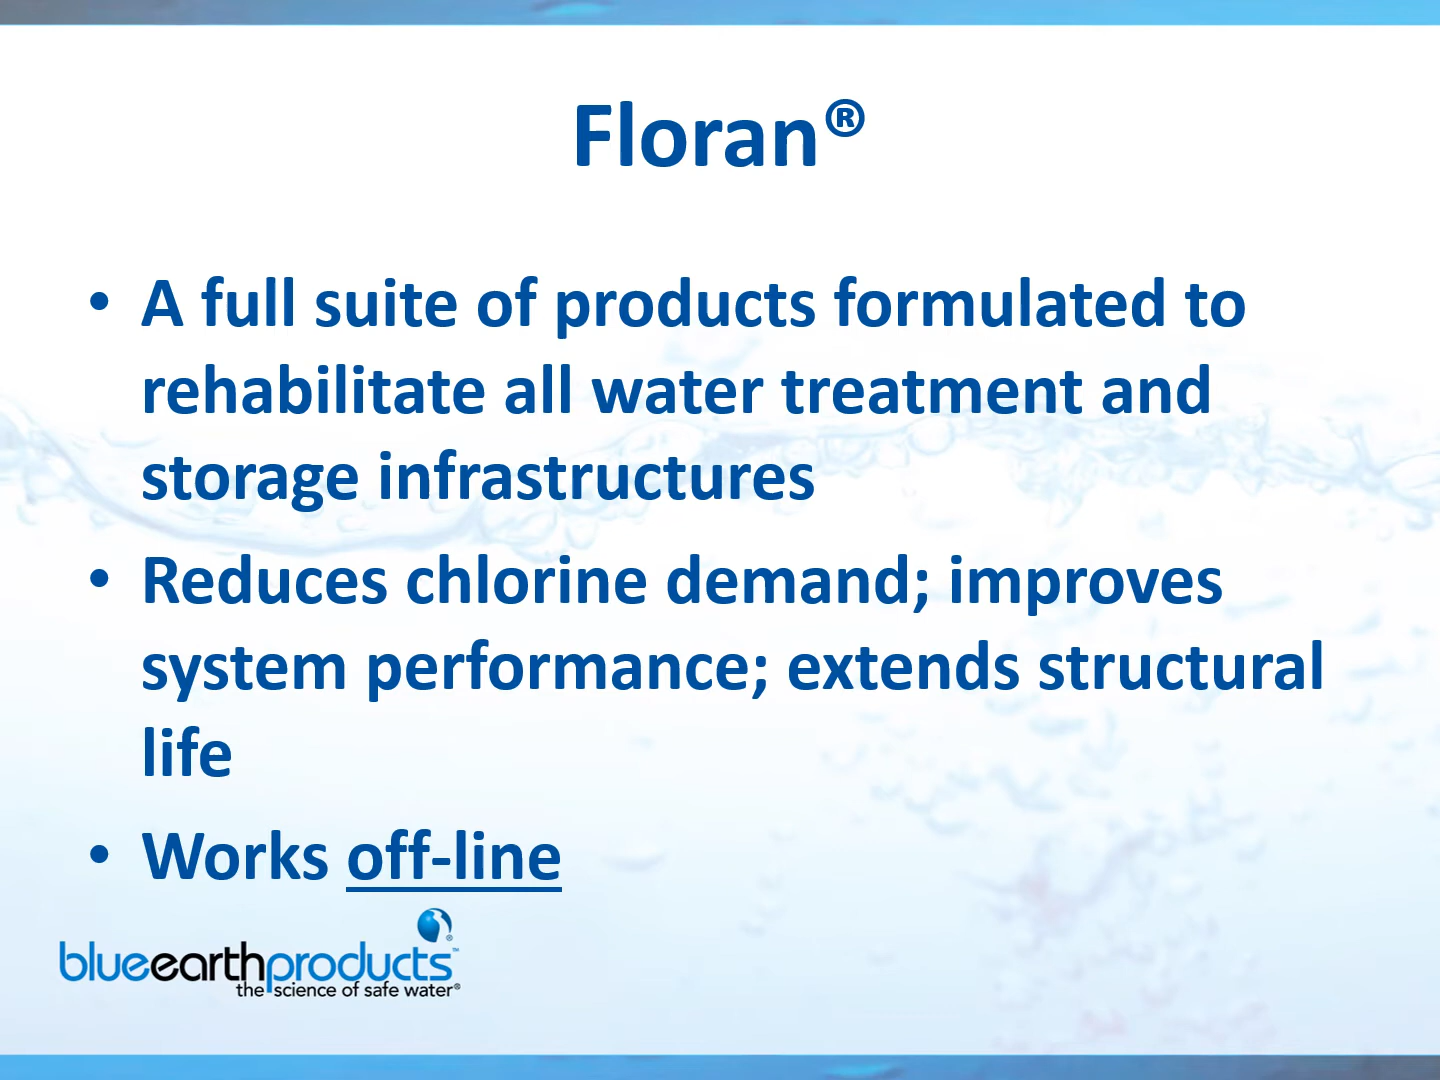 Floran®
• A full suite of products formulated to
rehabilitate all water treatment and
storage infrastructures
• Reduces chlorine demand; improves
system performance; extends structural
life
• Works off-line
blueearthproducts™
the science of safe water®